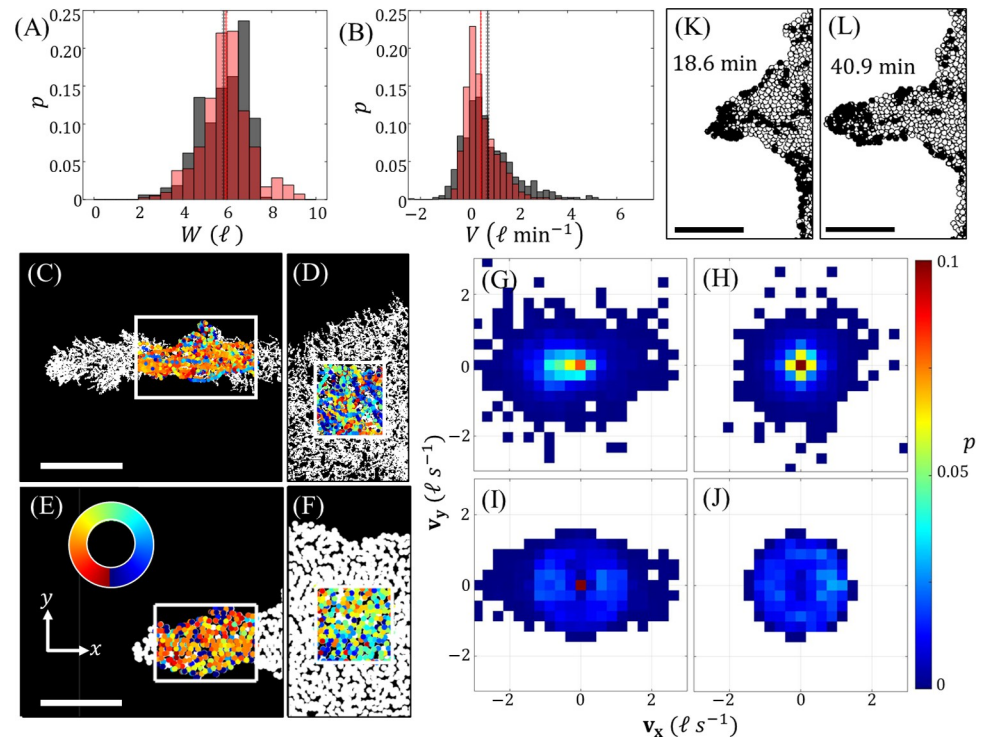 (A)
0.25
0.20
0.15
0.10
0.05
0
p
0 2 4 6 8 10
W (ℓ)
(B)
0.25
0.20
0.15
0.10
0.05
0
p
−2 0 2 4 6
V (ℓ min⁻¹)
(K)
18.6 min
(L)
40.9 min
(C)
(D)
(E)
y
x
(F)
(G)
2
0
−2
(H)
(I)
2
0
−2
−2 0 2
(J)
−2 0 2
v_y (ℓ s⁻¹)
v_x (ℓ s⁻¹)
0.1
p
0.05
0